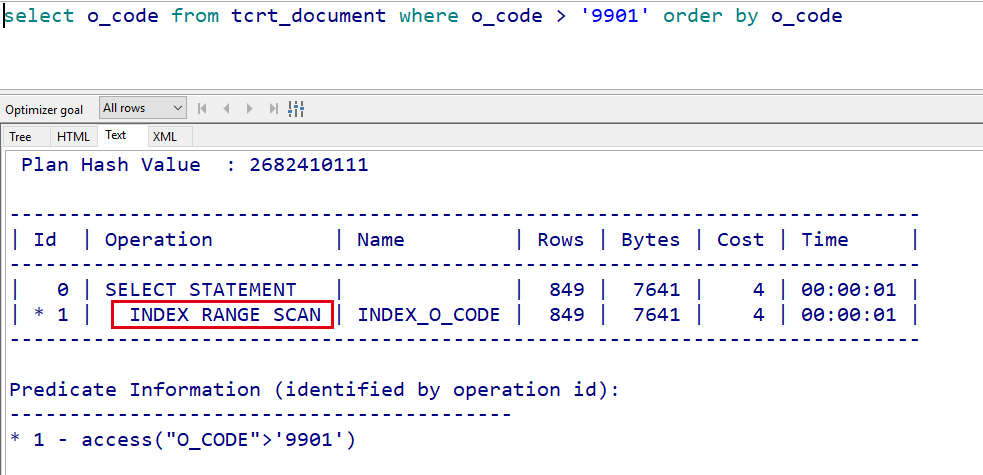 select o_code from tcrt_document where o_code > '9901' order by o_code
Optimizer goal All rows
Tree HTML Text XML
Plan Hash Value : 2682410111
----------------------------------------------------------------------------
| Id | Operation | Name | Rows | Bytes | Cost | Time |
----------------------------------------------------------------------------
| 0 | SELECT STATEMENT | | 849 | 7641 | 4 | 00:00:01 |
| * 1 | INDEX RANGE SCAN | INDEX_O_CODE | 849 | 7641 | 4 | 00:00:01 |
----------------------------------------------------------------------------
Predicate Information (identified by operation id):
------------------------------------------
* 1 - access("O_CODE">'9901')